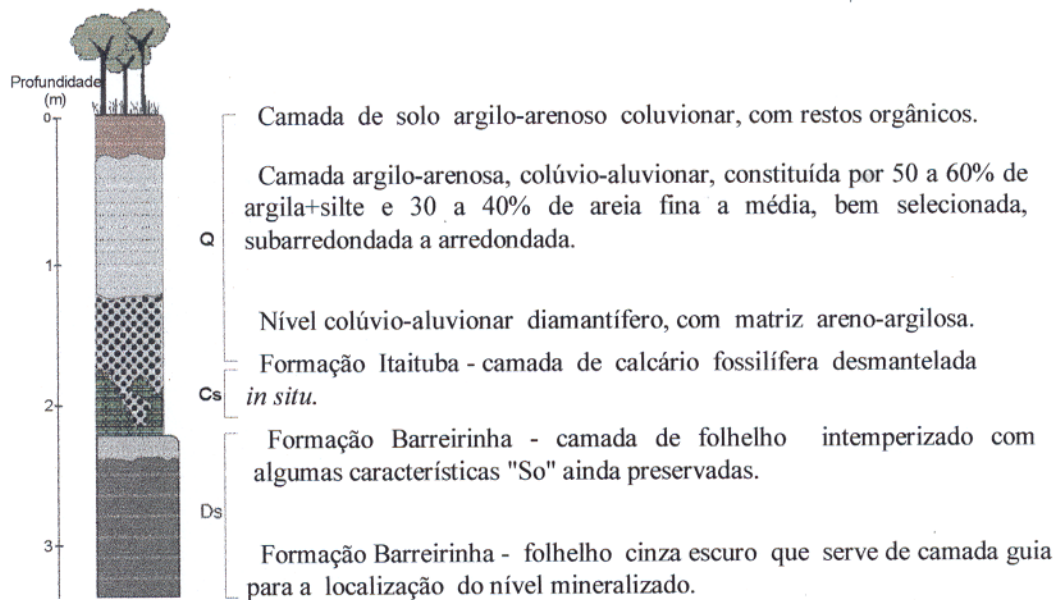 Profundidade
(m)
0
Camada de solo argilo-arenoso coluvionar, com restos orgânicos.
Camada argilo-arenosa, colúvio-aluvionar, constituída por 50 a 60% de
argila+silte e 30 a 40% de areia fina a média, bem selecionada,
subarredondada a arredondada.
Q
1
Nível colúvio-aluvionar diamantífero, com matriz areno-argilosa.
Formação Itaituba - camada de calcário fossilífera desmantelada
in situ.
Cs
2
Formação Barreirinha - camada de folhelho intemperizado com
algumas características "So" ainda preservadas.
Ds
3
Formação Barreirinha - folhelho cinza escuro que serve de camada guia
para a localização do nível mineralizado.